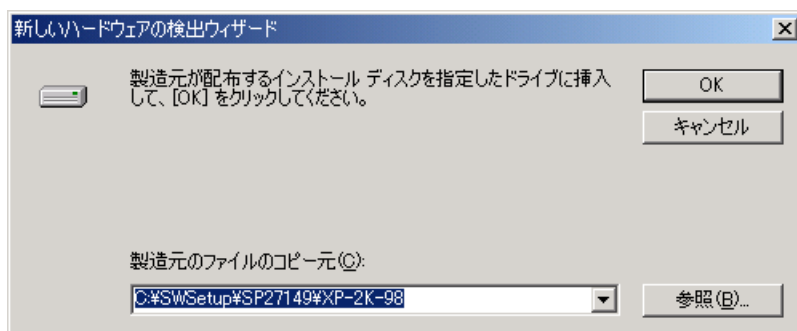 新しいハードウェアの検出ウィザード
製造元が配布するインストール ディスクを指定したドライブに挿入
して、[OK] をクリックしてください。
OK
キャンセル
製造元のファイルのコピー元(C):
C:¥SWSetup¥SP27149¥XP-2K-98
参照(B)...